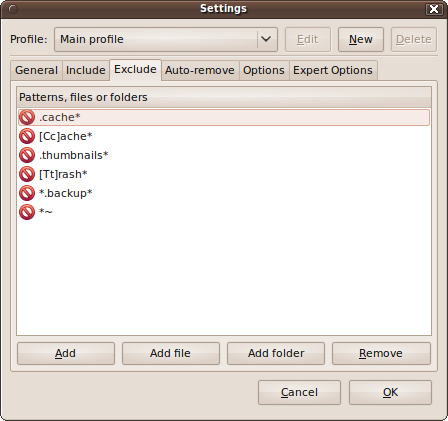 Settings
Profile: Main profile Edit New Delete
General Include Exclude Auto-remove Options Expert Options
Patterns, files or folders
.cache*
[Cc]ache*
.thumbnails*
[Tt]rash*
*.backup*
*~
Add Add file Add folder Remove
Cancel OK